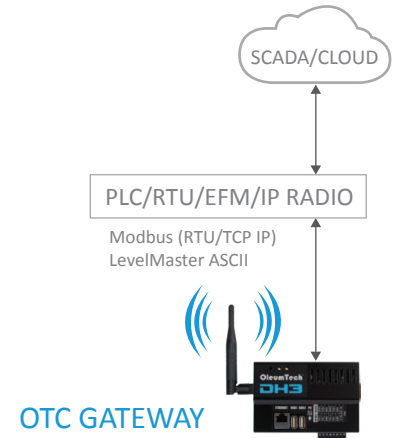 SCADA/CLOUD
PLC/RTU/EFM/IP RADIO
Modbus (RTU/TCP IP)
LevelMaster ASCII
OleumTech
DH3
OTC GATEWAY